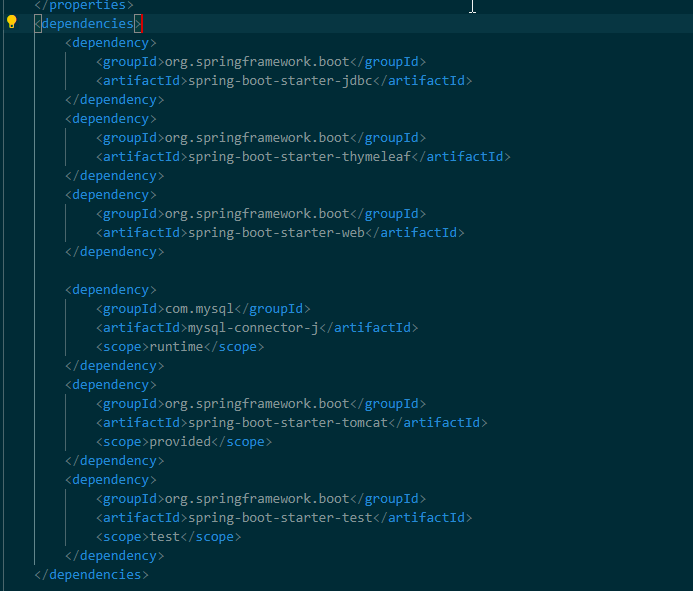 </properties>
<dependencies>
<dependency>
<groupId>org.springframework.boot</groupId>
<artifactId>spring-boot-starter-jdbc</artifactId>
</dependency>
<dependency>
<groupId>org.springframework.boot</groupId>
<artifactId>spring-boot-starter-thymeleaf</artifactId>
</dependency>
<dependency>
<groupId>org.springframework.boot</groupId>
<artifactId>spring-boot-starter-web</artifactId>
</dependency>
<dependency>
<groupId>com.mysql</groupId>
<artifactId>mysql-connector-j</artifactId>
<scope>runtime</scope>
</dependency>
<dependency>
<groupId>org.springframework.boot</groupId>
<artifactId>spring-boot-starter-tomcat</artifactId>
<scope>provided</scope>
</dependency>
<dependency>
<groupId>org.springframework.boot</groupId>
<artifactId>spring-boot-starter-test</artifactId>
<scope>test</scope>
</dependency>
</dependencies>